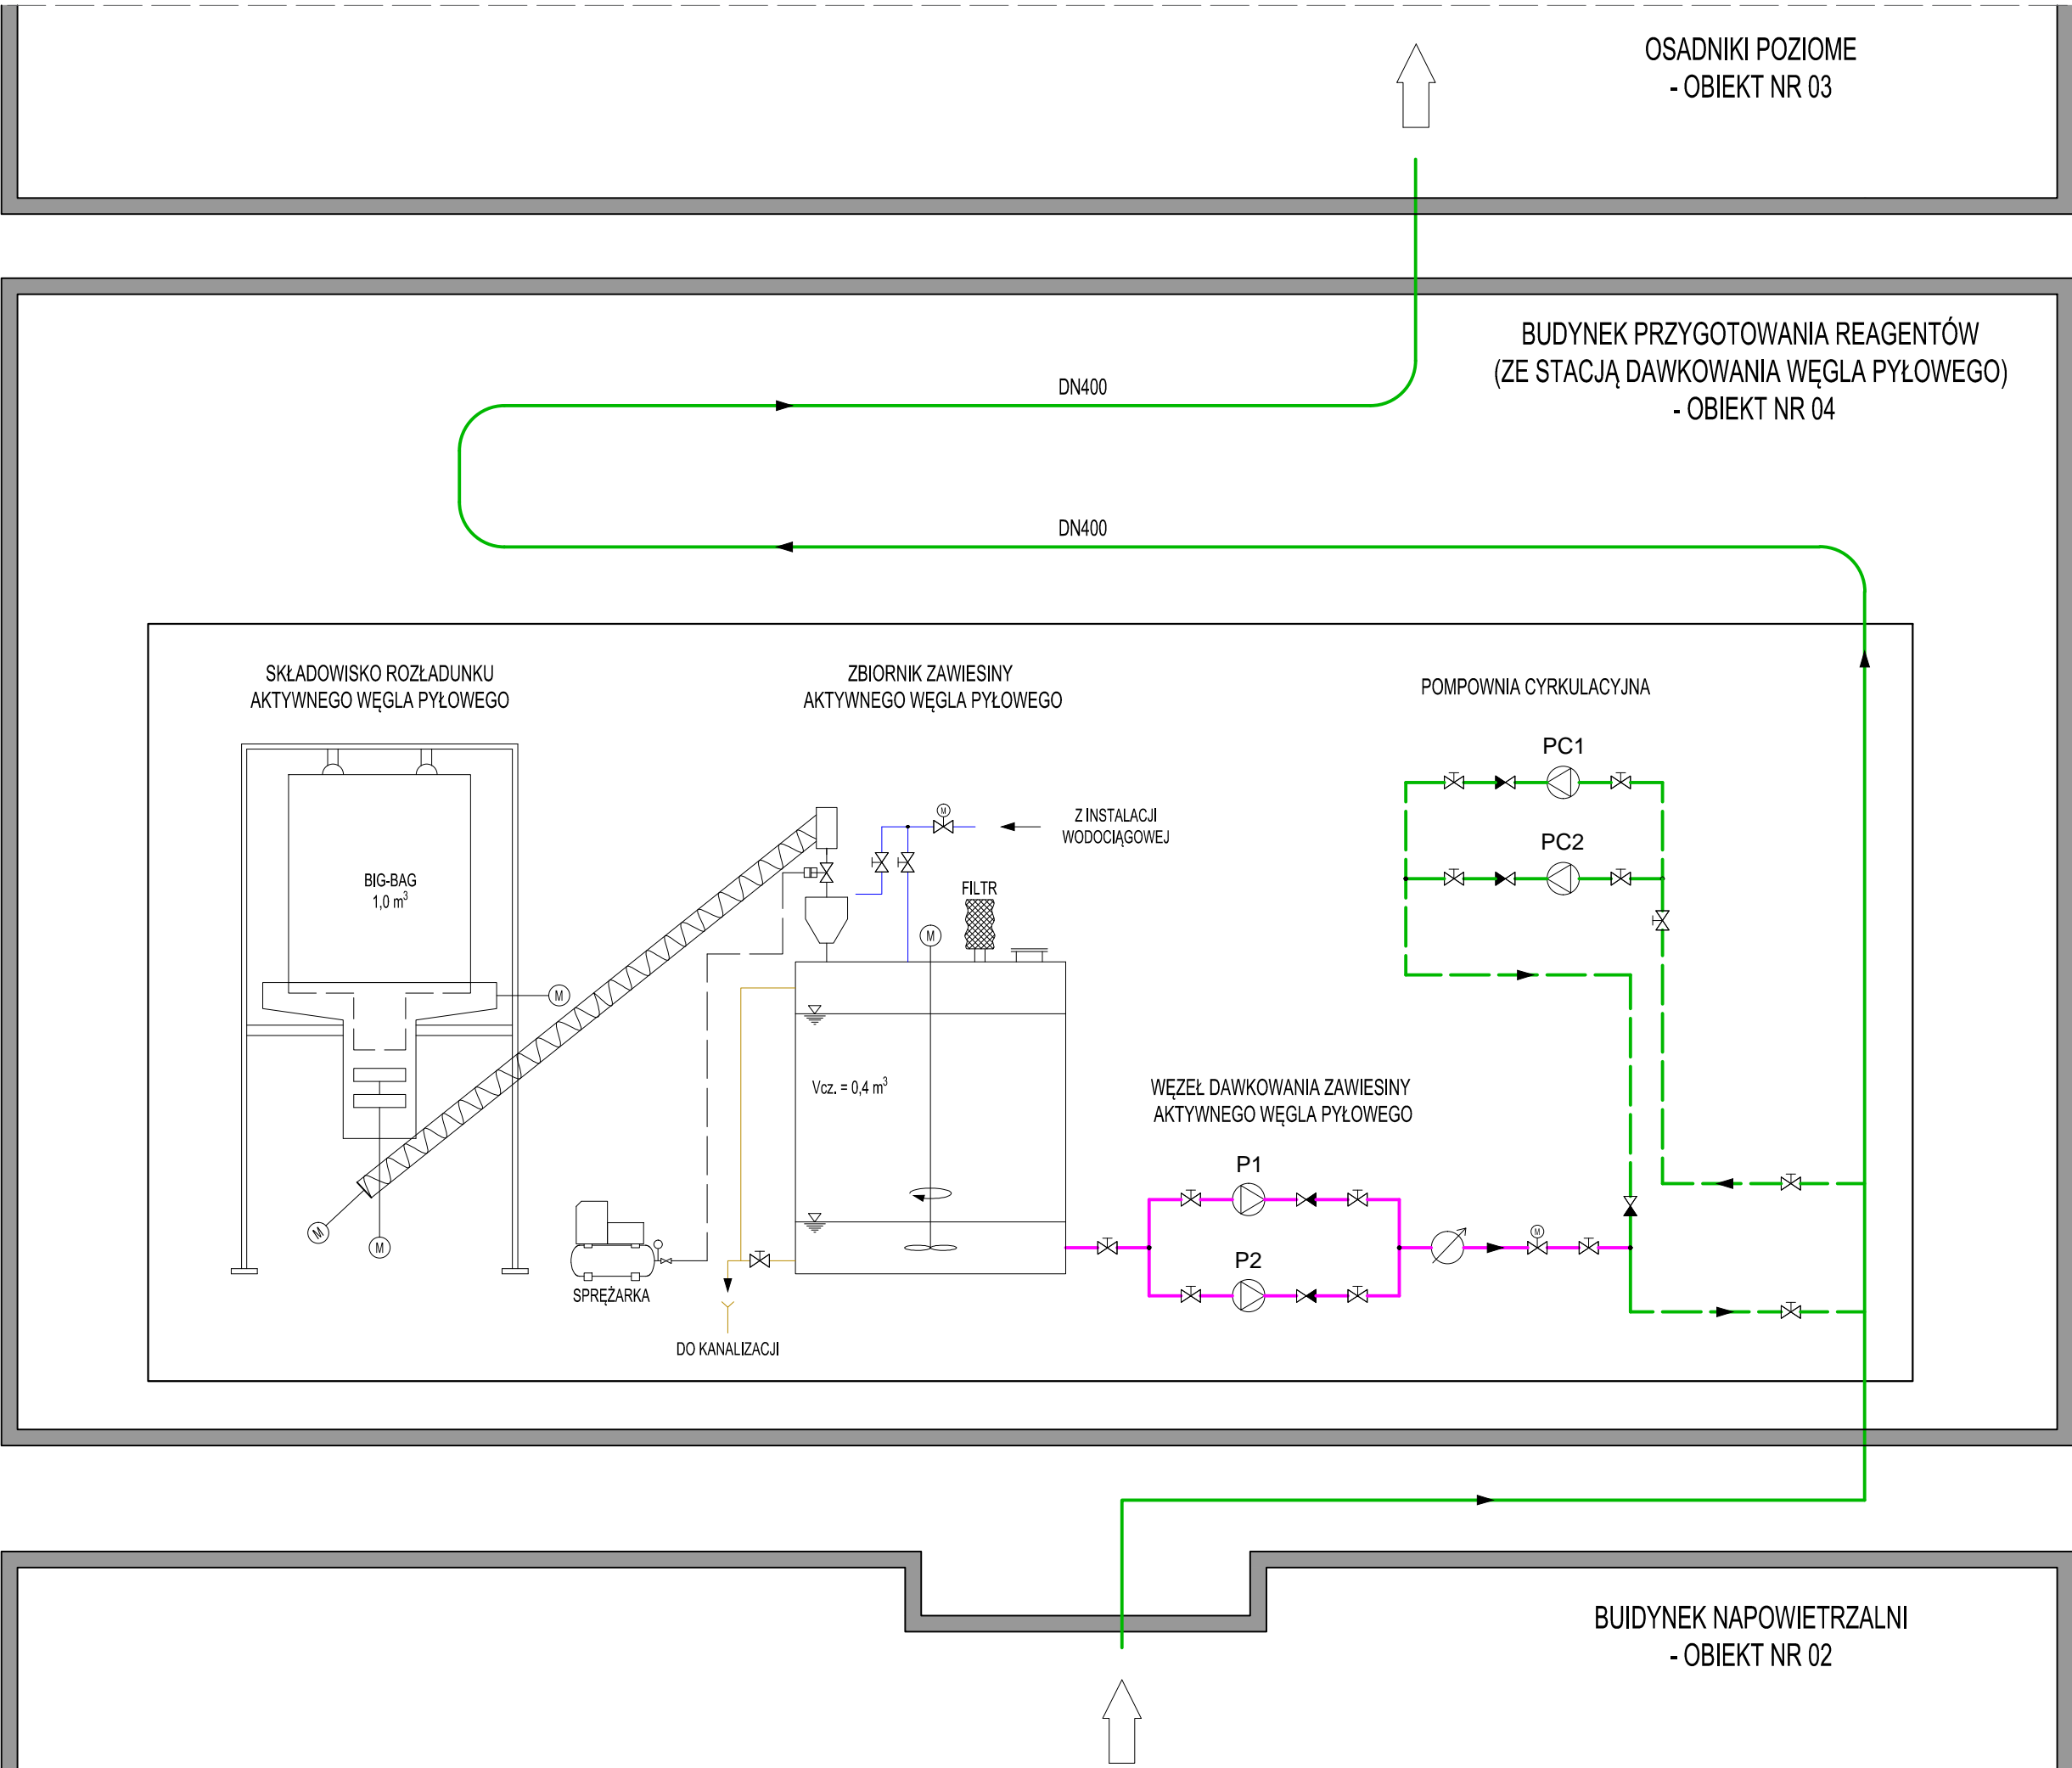 OSADNIKI POZIOME
- OBIEKT NR 03
BUDYNEK PRZYGOTOWANIA REAGENTÓW
(ZE STACJĄ DAWKOWANIA WĘGLA PYŁOWEGO)
- OBIEKT NR 04
DN400
DN400
SKŁADOWISKO ROZŁADUNKU
AKTYWNEGO WĘGLA PYŁOWEGO
ZBIORNIK ZAWIESINY
AKTYWNEGO WĘGLA PYŁOWEGO
POMPOWNIA CYRKULACYJNA
PC1
PC2
M
Z INSTALACJI
WODOCIĄGOWEJ
BIG-BAG
1,0 m³
FILTR
M
M
Vcz. = 0,4 m³
WĘZEŁ DAWKOWANIA ZAWIESINY
AKTYWNEGO WĘGLA PYŁOWEGO
P1
P2
M
M
M
SPRĘŻARKA
DO KANALIZACJI
BUIDYNEK NAPOWIETRZALNI
- OBIEKT NR 02